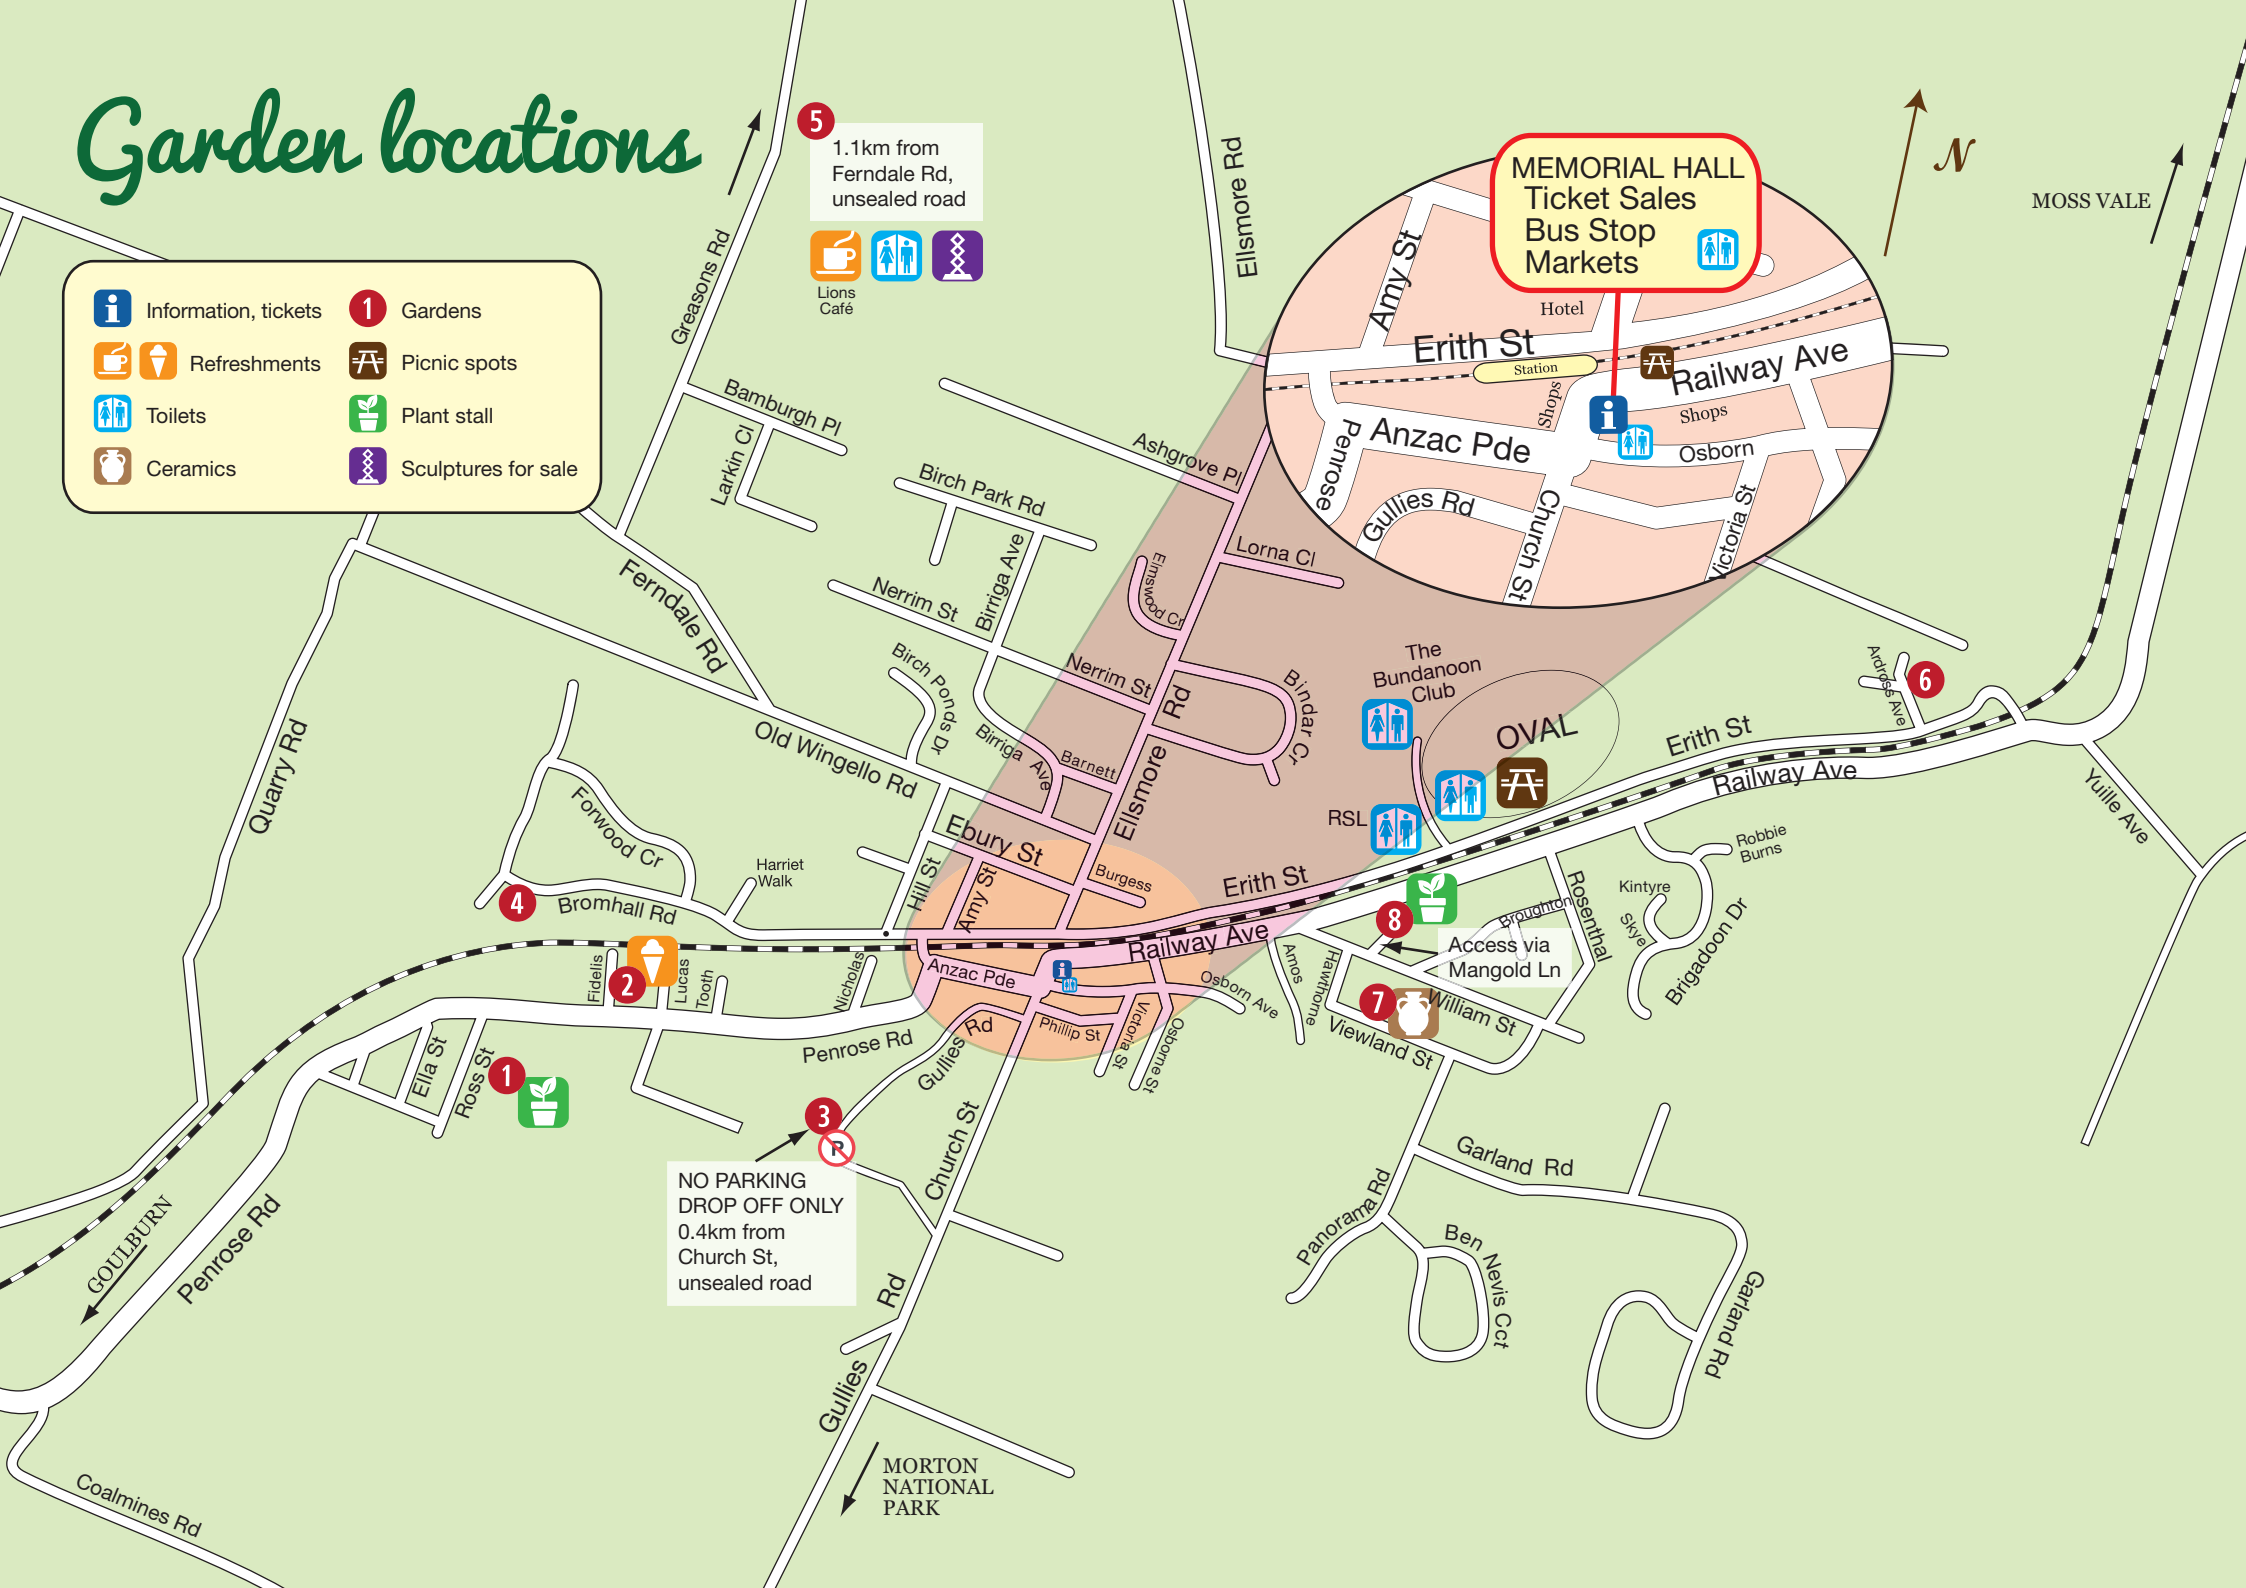 Garden locations
Information, tickets
Refreshments
Toilets
Ceramics
1
Gardens
Picnic spots
Plant stall
Sculptures for sale
5
1.1km from
Ferndale Rd,
unsealed road
Lions
Café
Greasons Rd
Ellsmore Rd
MEMORIAL HALL
Ticket Sales
Bus Stop
Markets
N
MOSS VALE
Amy St
Hotel
Erith St
Station
Railway Ave
Shops
Shops
Anzac Pde
Osborn
Penrose
Gullies Rd
Church St
Victoria St
Bamburgh Pl
Larkin Cl
Ashgrove Pl
Birch Park Rd
Birriga Ave
Nerrim St
Lorna Cl
Elmswood Cr
Ferndale Rd
Nerrim St
Birch Ponds Dr
Birriga Ave
Barnett
Ellsmore Rd
Bindar Cr
The
Bundanoon
Club
OVAL
RSL
Ardross Ave
6
Erith St
Railway Ave
Yuille Ave
Quarry Rd
Old Wingello Rd
Forwood Cr
Harriet
Walk
Ebury St
Hill St
Amy St
Burgess
Erith St
Railway Ave
4
Bromhall Rd
2
Fidelis
Lucas
Tooth
Nicholas
Anzac Pde
Osborn Ave
Amos
Hawthorne
8
Access via
Mangold Ln
Broughton
Rosenthal
Kintyre
Skye
Robbie
Burns
Brigadoon Dr
7
William St
Viewland St
Penrose Rd
Gullies Rd
Phillip St
Victoria St
Osborne St
Ella St
Ross St
1
3
P
NO PARKING
DROP OFF ONLY
0.4km from
Church St,
unsealed road
Church St
Gullies Rd
GOULBURN
Penrose Rd
Coalmines Rd
MORTON
NATIONAL
PARK
Garland Rd
Panorama Rd
Ben Nevis Cct
Garland Rd